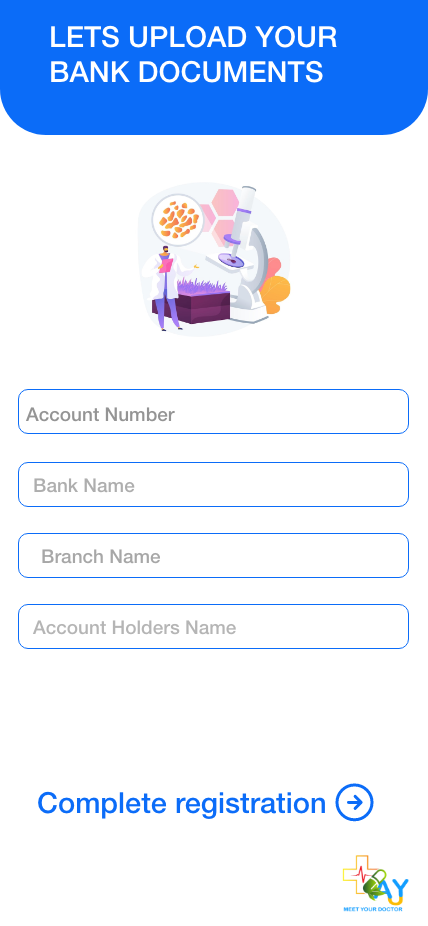 LETS UPLOAD YOUR
BANK DOCUMENTS
Account Number
Bank Name
Branch Name
Account Holders Name
Complete registration
AY
MEET YOUR DOCTOR